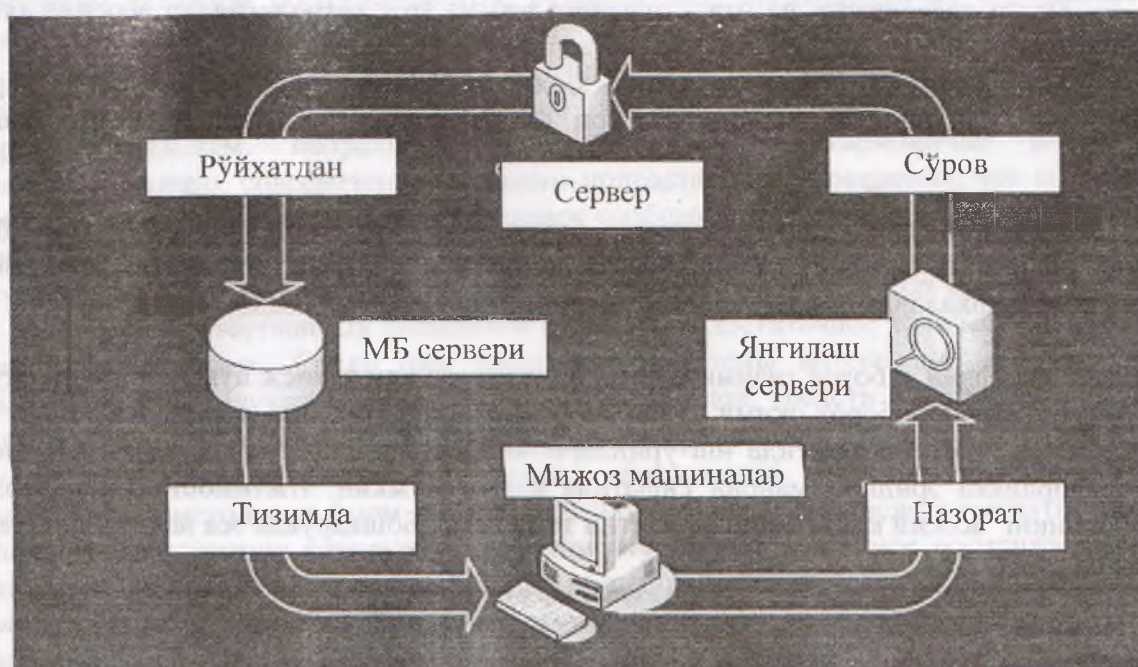 Рўйхатдан
Сервер
Сўров
МБ сервери
Янгилаш
сервери
Мижоз машиналар
Тизимда
Назорат